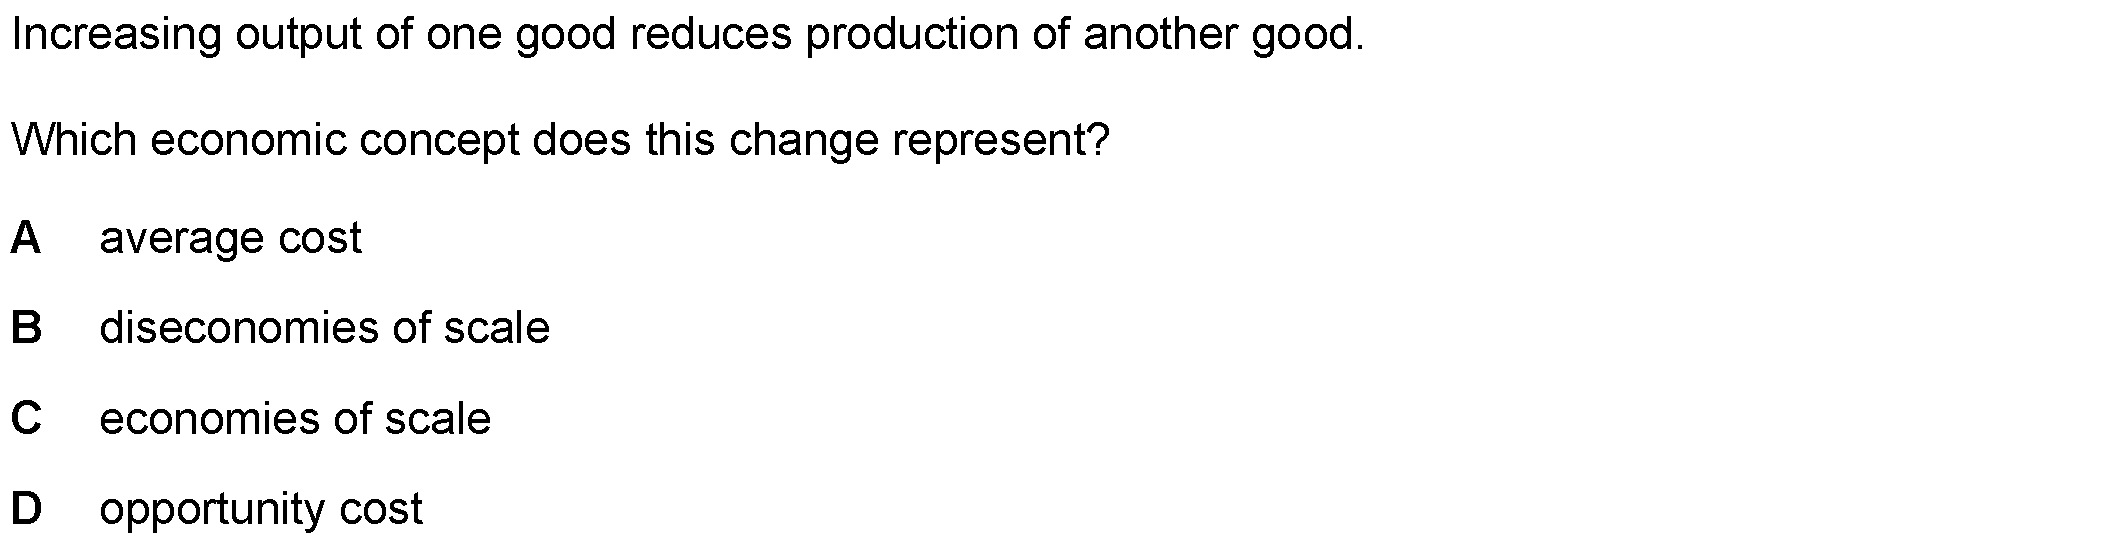 Increasing output of one good reduces production of another good.
Which economic concept does this change represent?
A average cost
B diseconomies of scale
C economies of scale
D opportunity cost